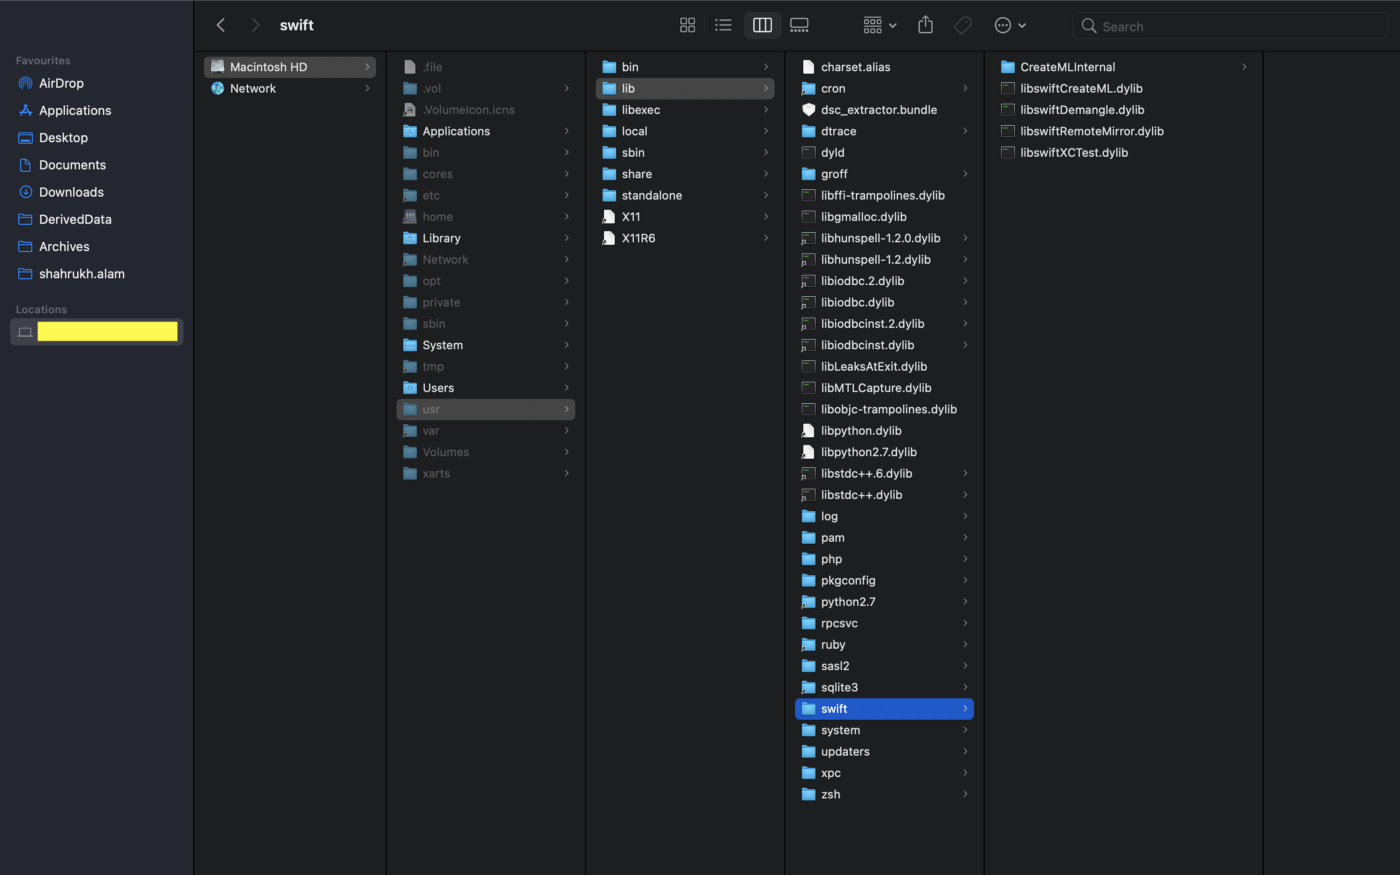 swift
Search
Favourites
AirDrop
Applications
Desktop
Documents
Downloads
DerivedData
Archives
shahrukh.alam
Locations
Macintosh HD
Network
.file
.vol
.VolumeIcon.icns
Applications
bin
cores
etc
home
Library
Network
opt
private
sbin
System
tmp
Users
usr
var
Volumes
xarts
bin
lib
libexec
local
sbin
share
standalone
X11
X11R6
charset.alias
cron
dsc_extractor.bundle
dtrace
dyld
groff
libffi-trampolines.dylib
libgmalloc.dylib
libhunspell-1.2.0.dylib
libhunspell-1.2.dylib
libiodbc.2.dylib
libiodbc.dylib
libiodbcinst.2.dylib
libiodbcinst.dylib
libLeaksAtExit.dylib
libMTLCapture.dylib
libobjc-trampolines.dylib
libpython.dylib
libpython2.7.dylib
libstdc++.6.dylib
libstdc++.dylib
log
pam
php
pkgconfig
python2.7
rpcsvc
ruby
sasl2
sqlite3
swift
system
updaters
xpc
zsh
CreateMLInternal
libswiftCreateML.dylib
libswiftDemangle.dylib
libswiftRemoteMirror.dylib
libswiftXCTest.dylib